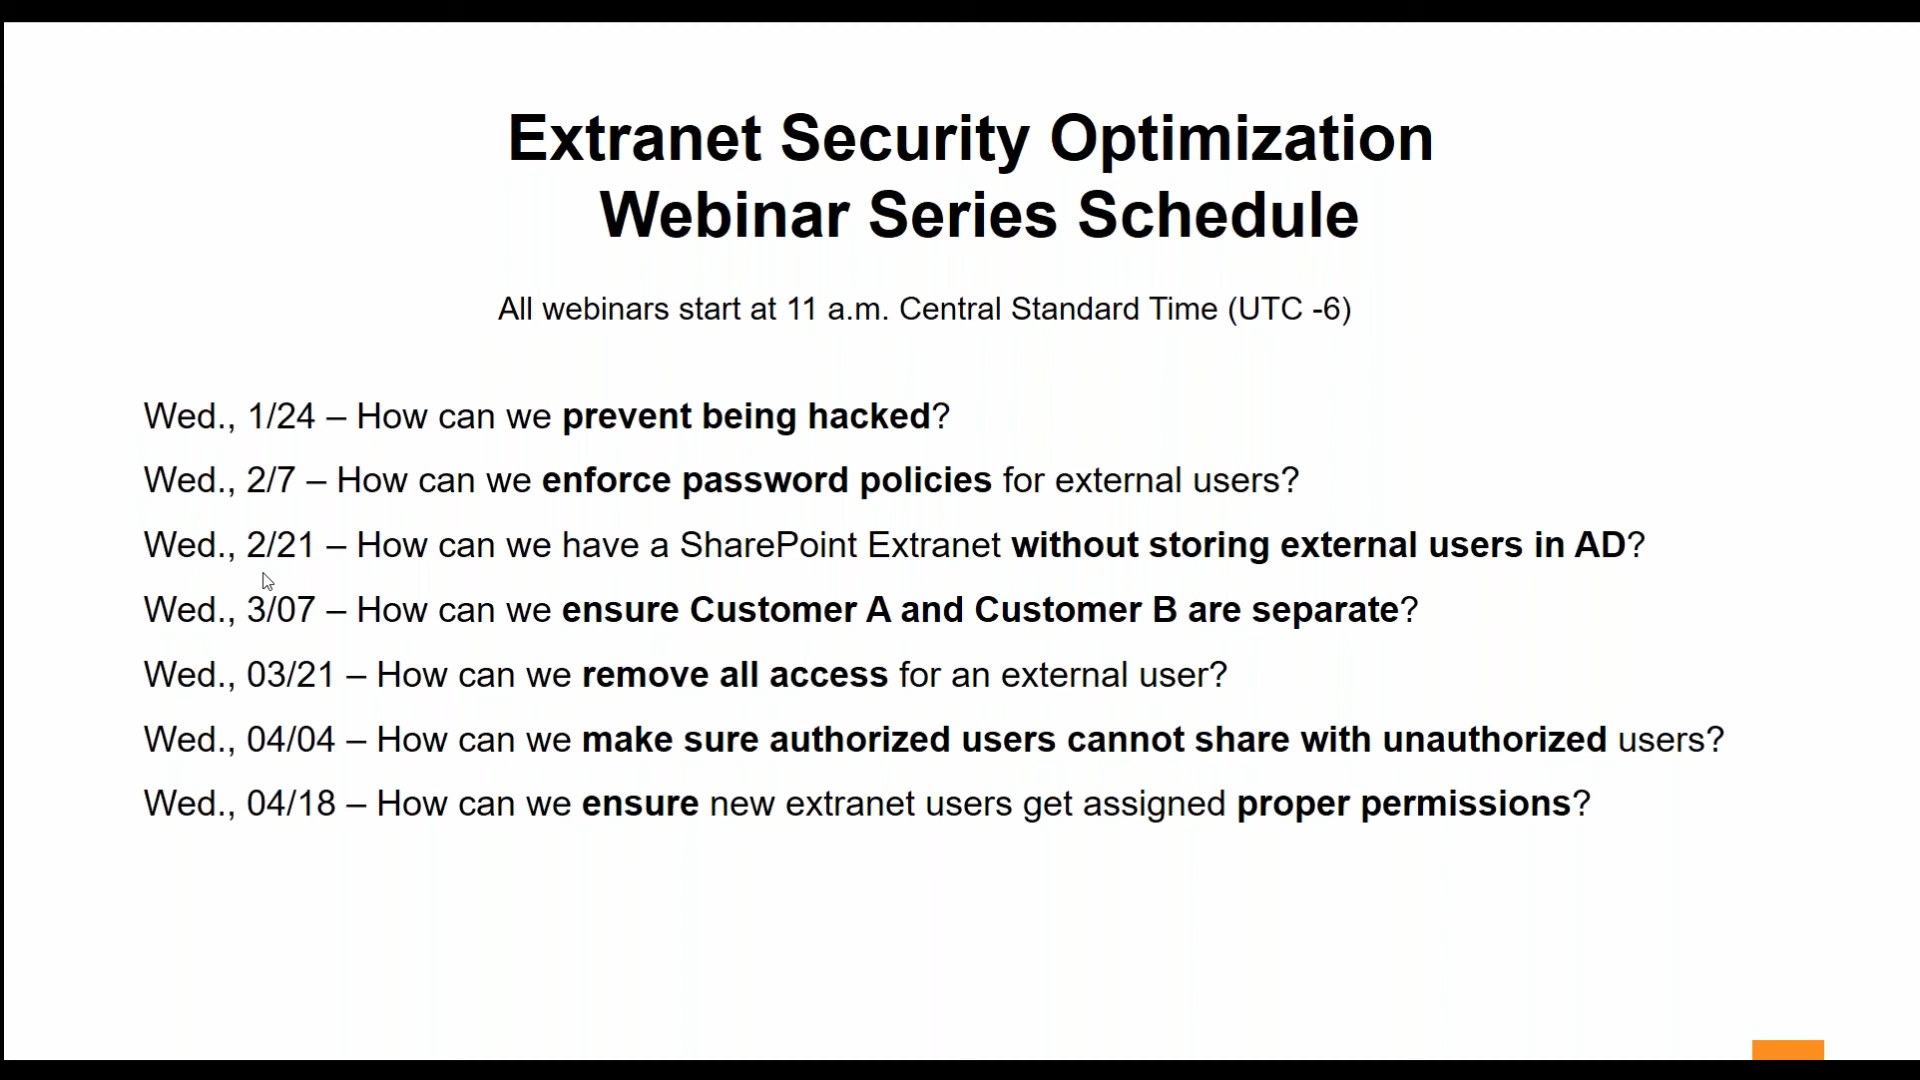 Extranet Security Optimization
Webinar Series Schedule
All webinars start at 11 a.m. Central Standard Time (UTC -6)
Wed., 1/24 – How can we prevent being hacked?
Wed., 2/7 – How can we enforce password policies for external users?
Wed., 2/21 – How can we have a SharePoint Extranet without storing external users in AD?
Wed., 3/07 – How can we ensure Customer A and Customer B are separate?
Wed., 03/21 – How can we remove all access for an external user?
Wed., 04/04 – How can we make sure authorized users cannot share with unauthorized users?
Wed., 04/18 – How can we ensure new extranet users get assigned proper permissions?